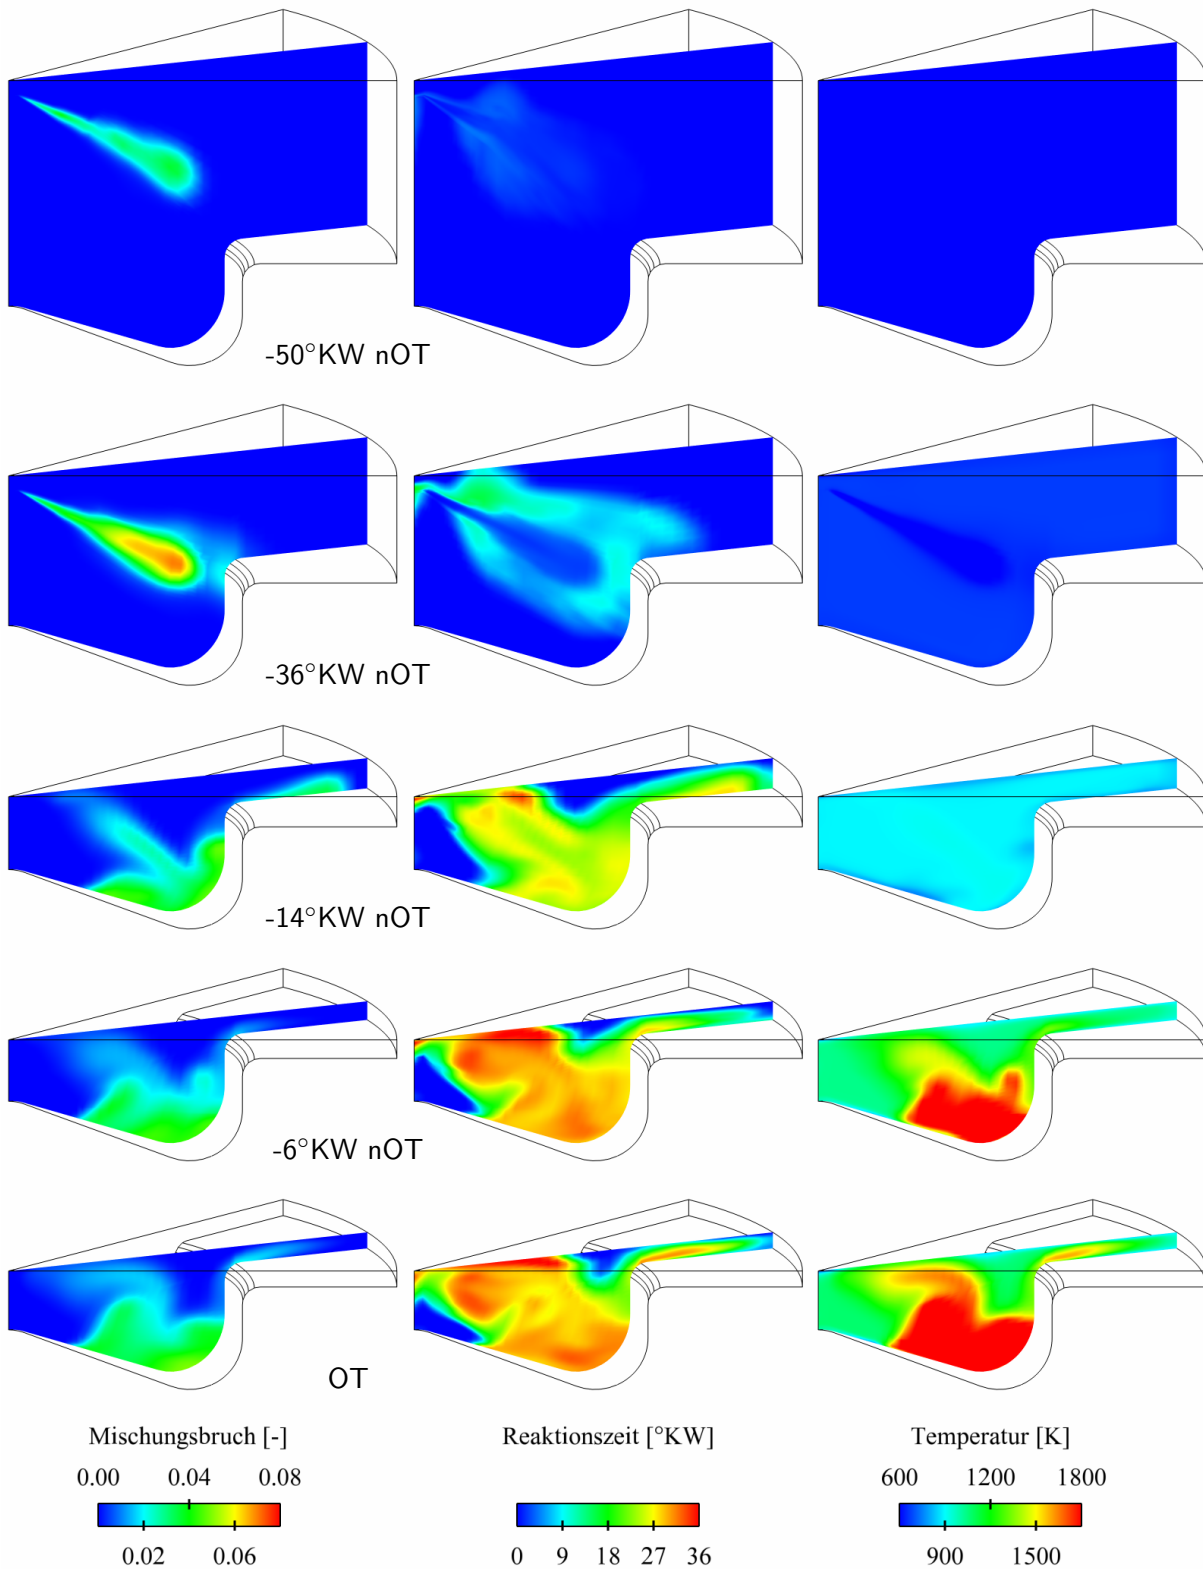 -50°KW nOT
-36°KW nOT
-14°KW nOT
-6°KW nOT
OT
Mischungsbruch [-] Reaktionszeit [°KW] Temperatur [K]
0.00 0.04 0.08 600 1200 1800
0.02 0.06 0 9 18 27 36 900 1500